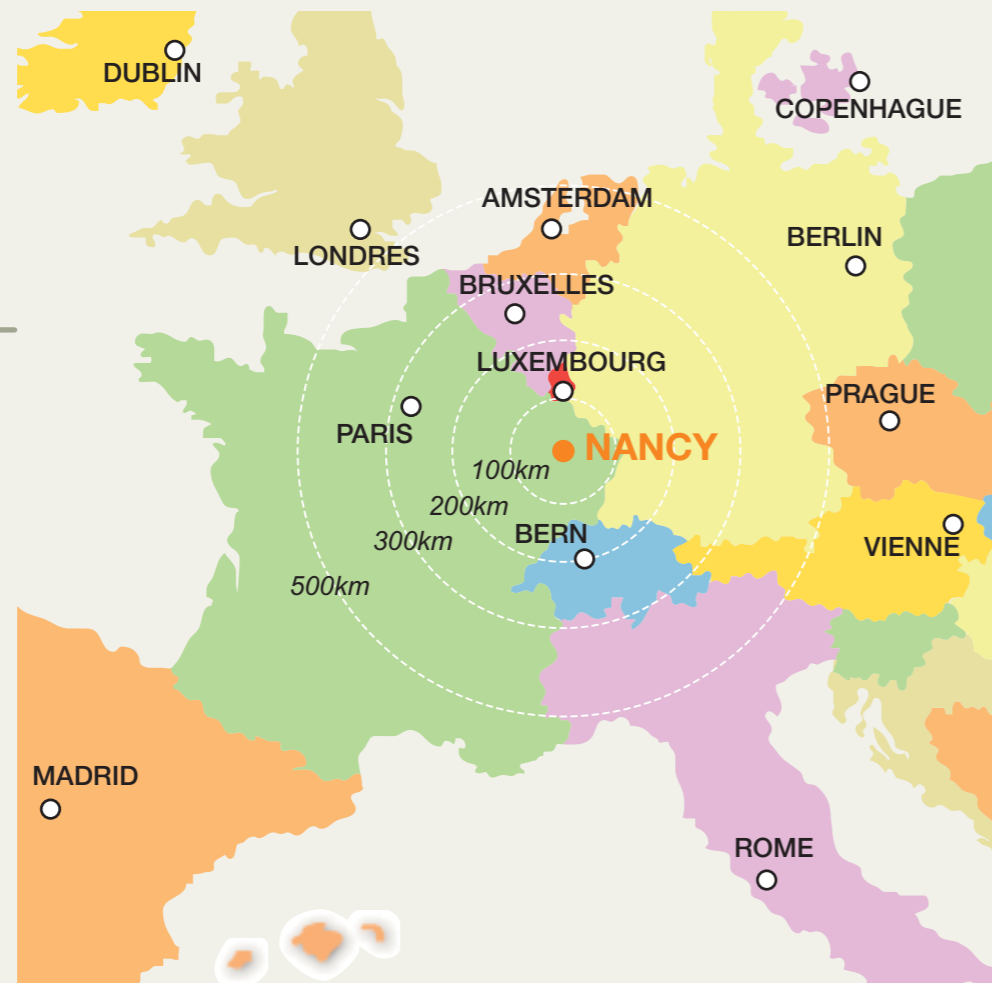 DUBLIN
COPENHAGUE
AMSTERDAM
BERLIN
LONDRES
BRUXELLES
LUXEMBOURG
PRAGUE
PARIS
NANCY
100km
200km
BERN
300km
VIENNE
500km
MADRID
ROME